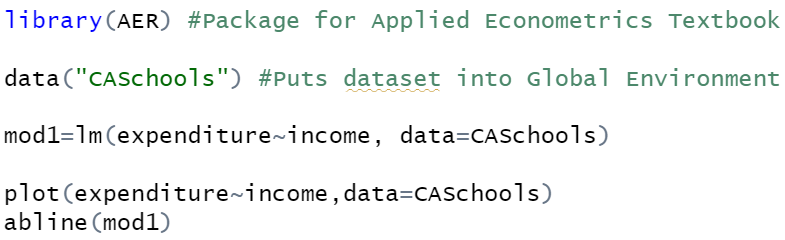 library(AER) #Package for Applied Econometrics Textbook
data("CASchools") #Puts dataset into Global Environment
mod1=lm(expenditure~income, data=CASchools)
plot(expenditure~income,data=CASchools)
abline(mod1)